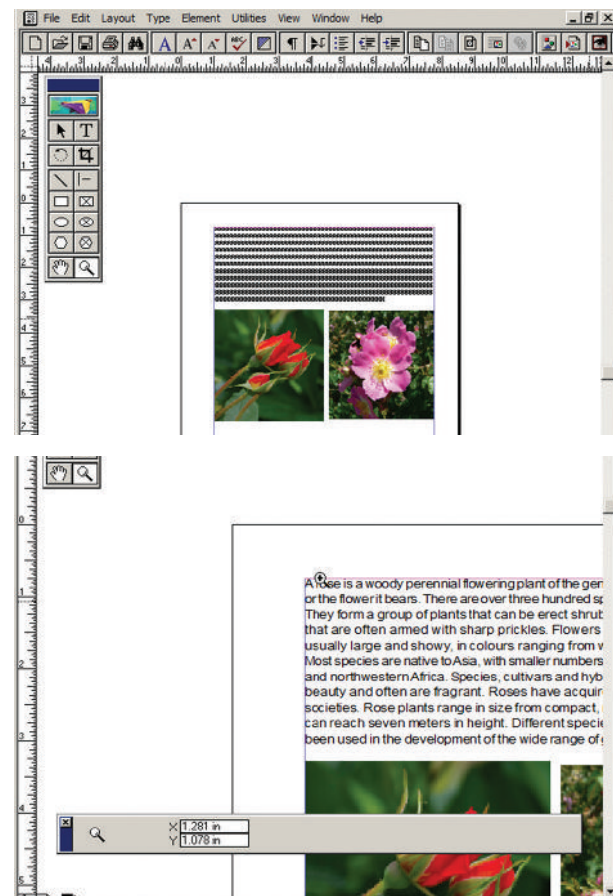 File Edit Layout Type Element Utilities View Window Help
T
A rose is a woody perennial flowering plant of the gen
or the flower it bears. There are over three hundred sp
They form a group of plants that can be erect shrub
that are often armed with sharp prickles. Flowers
usually large and showy, in colours ranging from w
Most species are native to Asia, with smaller numbers
and northwestern Africa. Species, cultivars and hyb
beauty and often are fragrant. Roses have acquir
societies. Rose plants range in size from compact,
can reach seven meters in height. Different specie
been used in the development of the wide range of g
X 1.281 in
Y 1.078 in